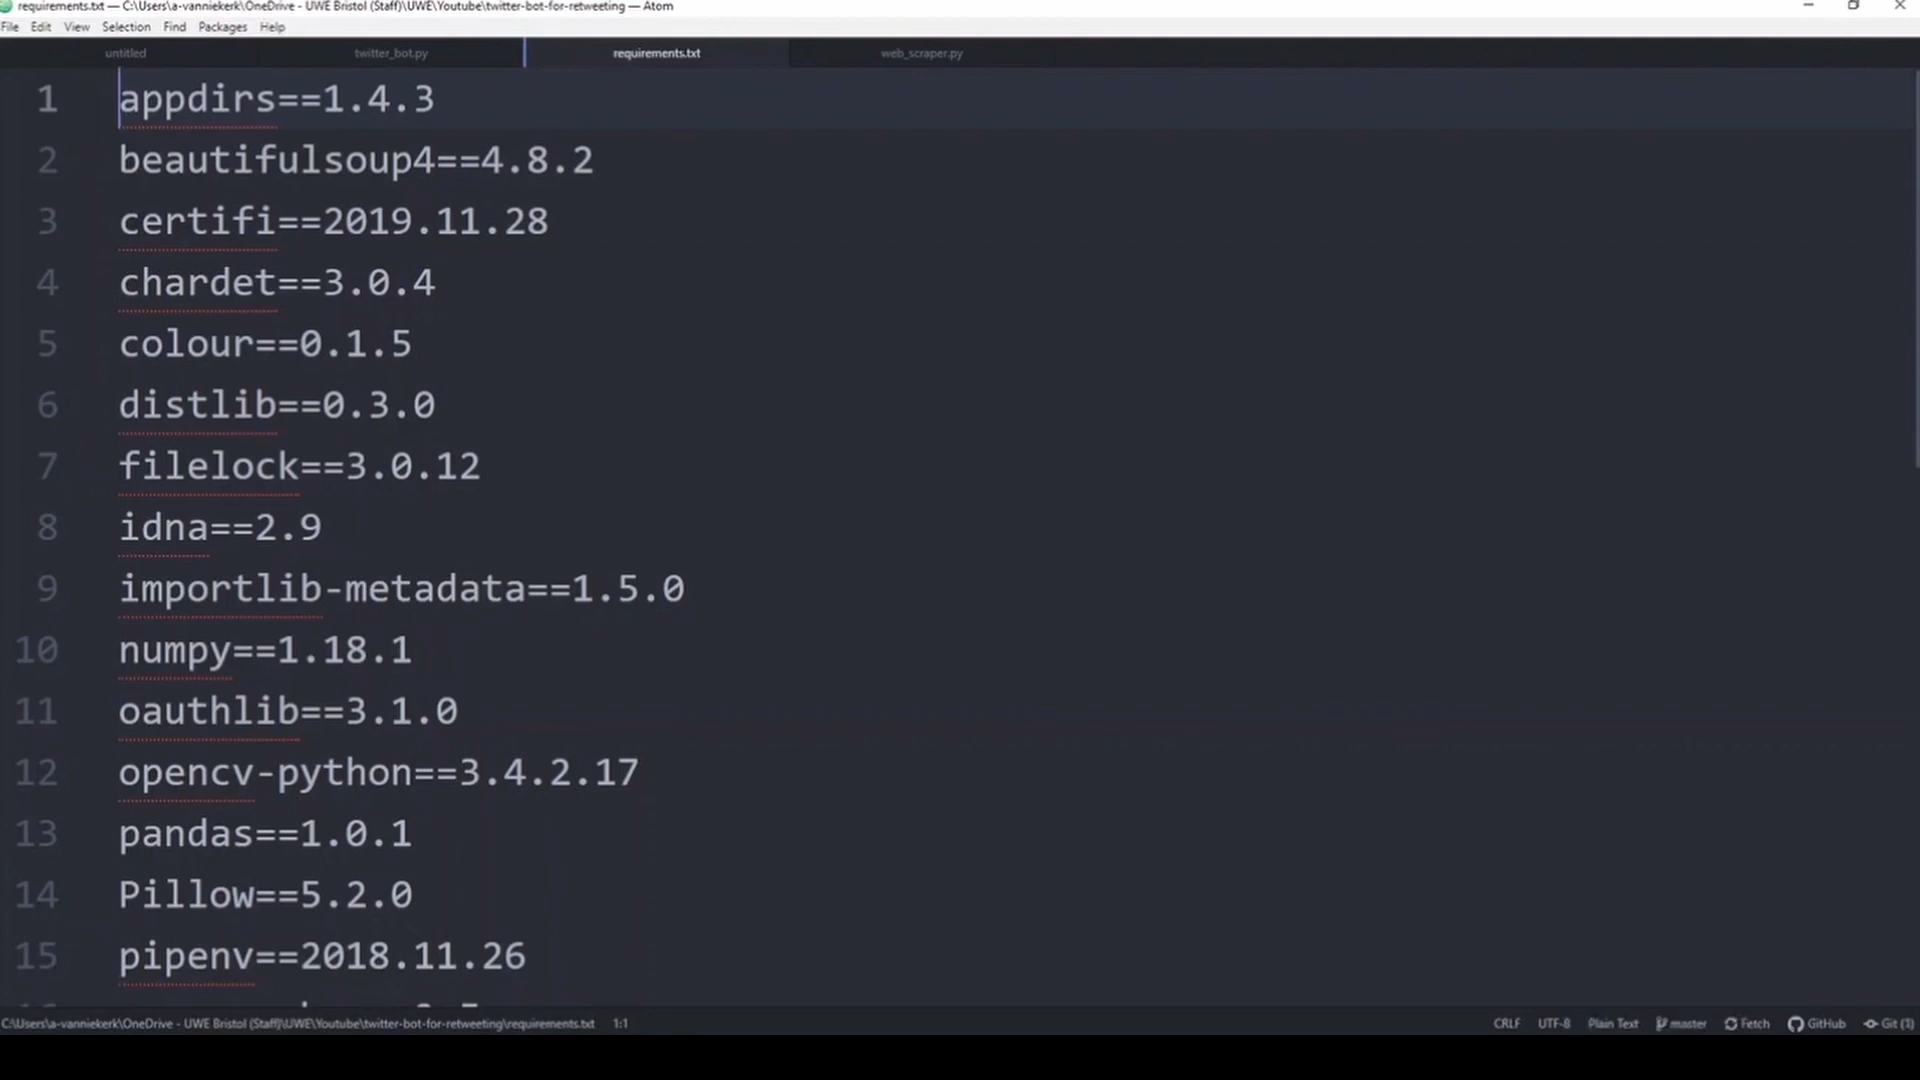 requirements.txt — C:\Users\a-vanniekerk\OneDrive - UWE Bristol (Staff)\UWE\Youtube\twitter-bot-for-retweeting — Atom
File Edit View Selection Find Packages Help
untitled twitter_bot.py requirements.txt web_scraper.py
1 appdirs==1.4.3
2 beautifulsoup4==4.8.2
3 certifi==2019.11.28
4 chardet==3.0.4
5 colour==0.1.5
6 distlib==0.3.0
7 filelock==3.0.12
8 idna==2.9
9 importlib-metadata==1.5.0
10 numpy==1.18.1
11 oauthlib==3.1.0
12 opencv-python==3.4.2.17
13 pandas==1.0.1
14 Pillow==5.2.0
15 pipenv==2018.11.26
C:\Users\a-vanniekerk\OneDrive - UWE Bristol (Staff)\UWE\Youtube\twitter-bot-for-retweeting\requirements.txt 1:1 CRLF UTF-8 Plain Text master Fetch GitHub Git (1)